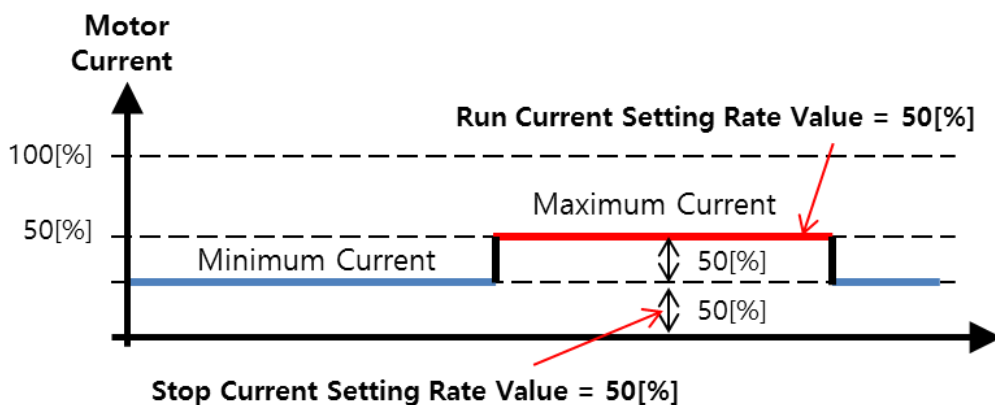 Motor
Current
Run Current Setting Rate Value = 50[%]
100[%]
Maximum Current
50[%]
Minimum Current
50[%]
50[%]
Stop Current Setting Rate Value = 50[%]